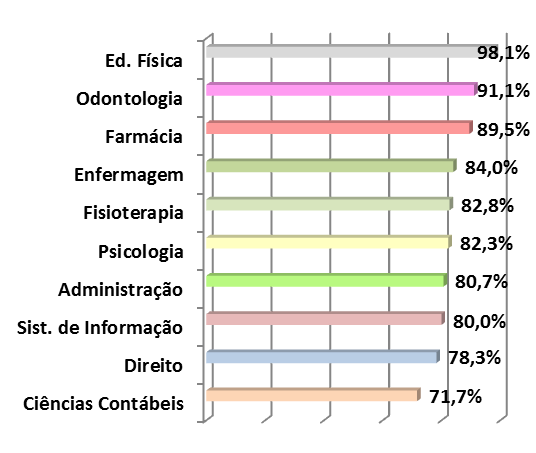 Ed. Física 98,1%
Odontologia 91,1%
Farmácia 89,5%
Enfermagem 84,0%
Fisioterapia 82,8%
Psicologia 82,3%
Administração 80,7%
Sist. de Informação 80,0%
Direito 78,3%
Ciências Contábeis 71,7%